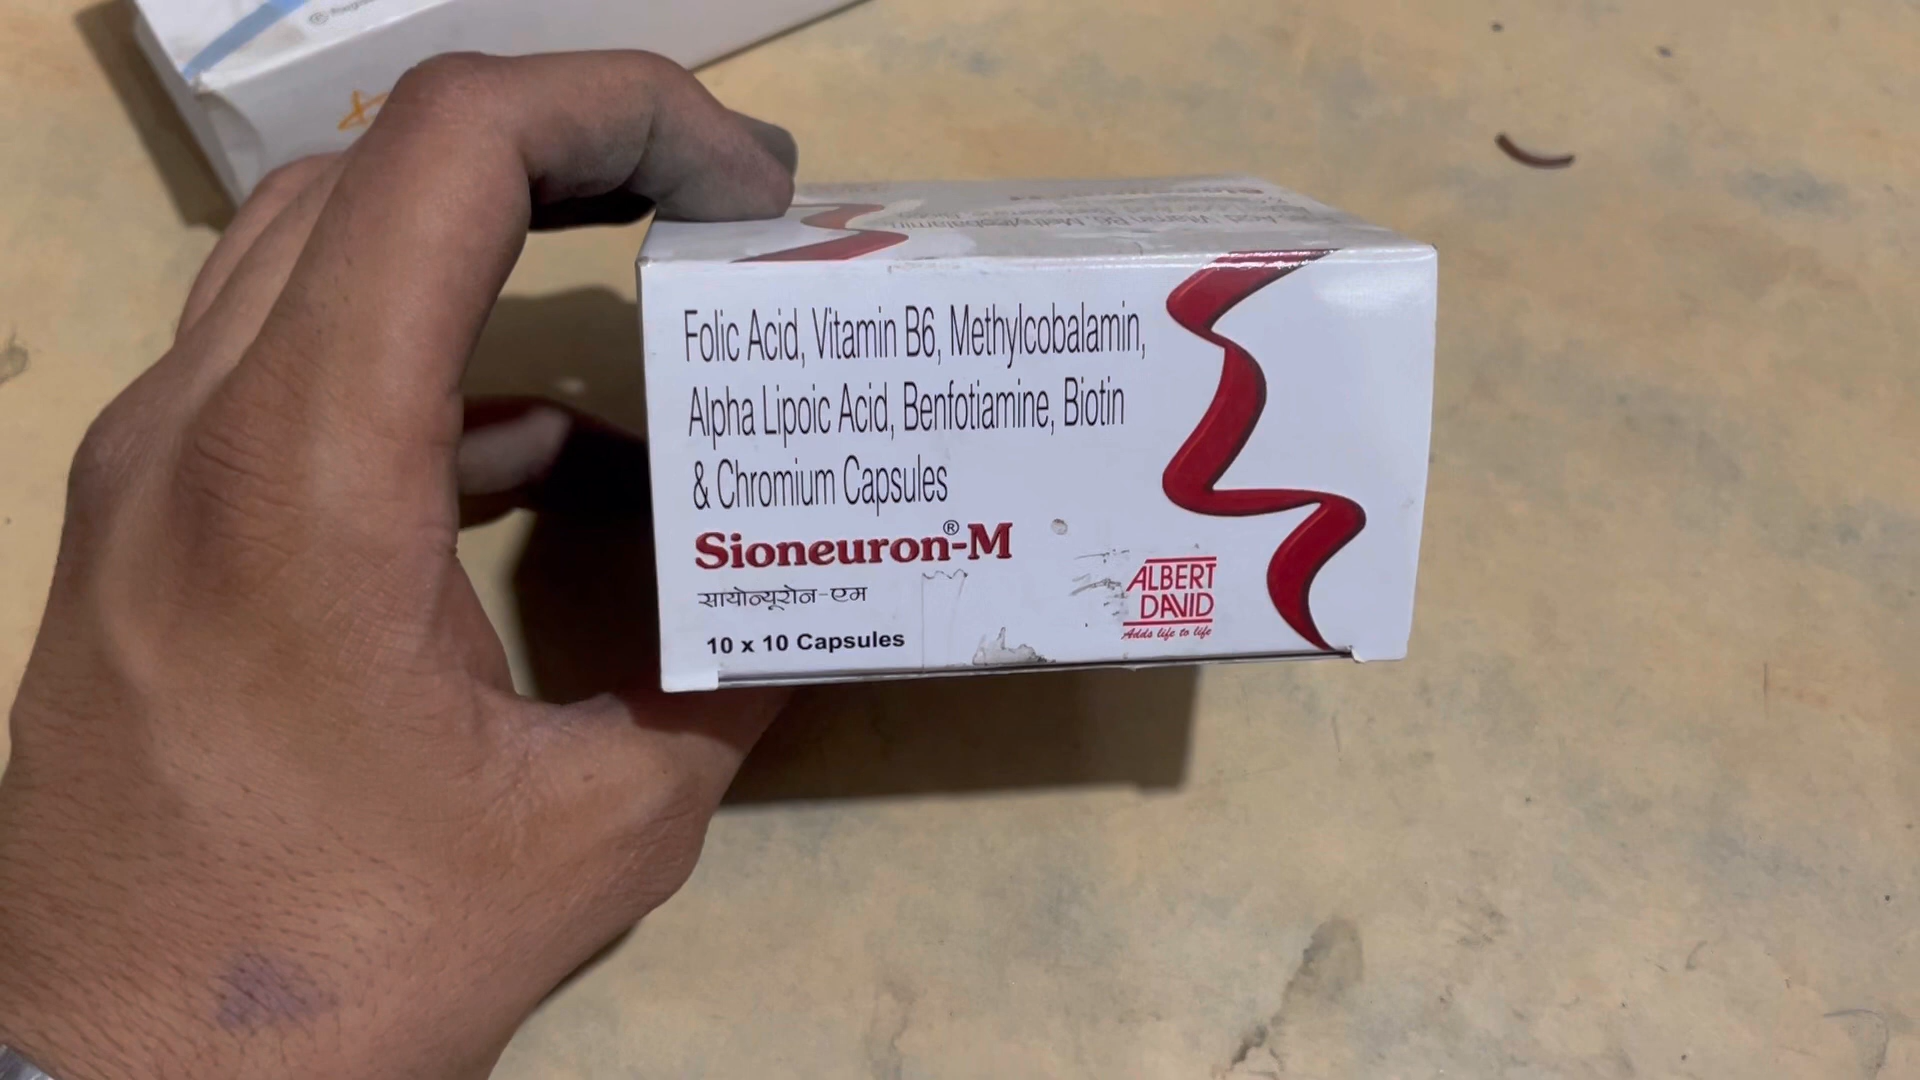 Folic Acid, Vitamin B6, Methylcobalamin,
Alpha Lipoic Acid, Benfotiamine, Biotin
& Chromium Capsules
Sioneuron®-M
सायोन्यूरोन-एम
10 x 10 Capsules
ALBERT
DAVID
Adds life to life